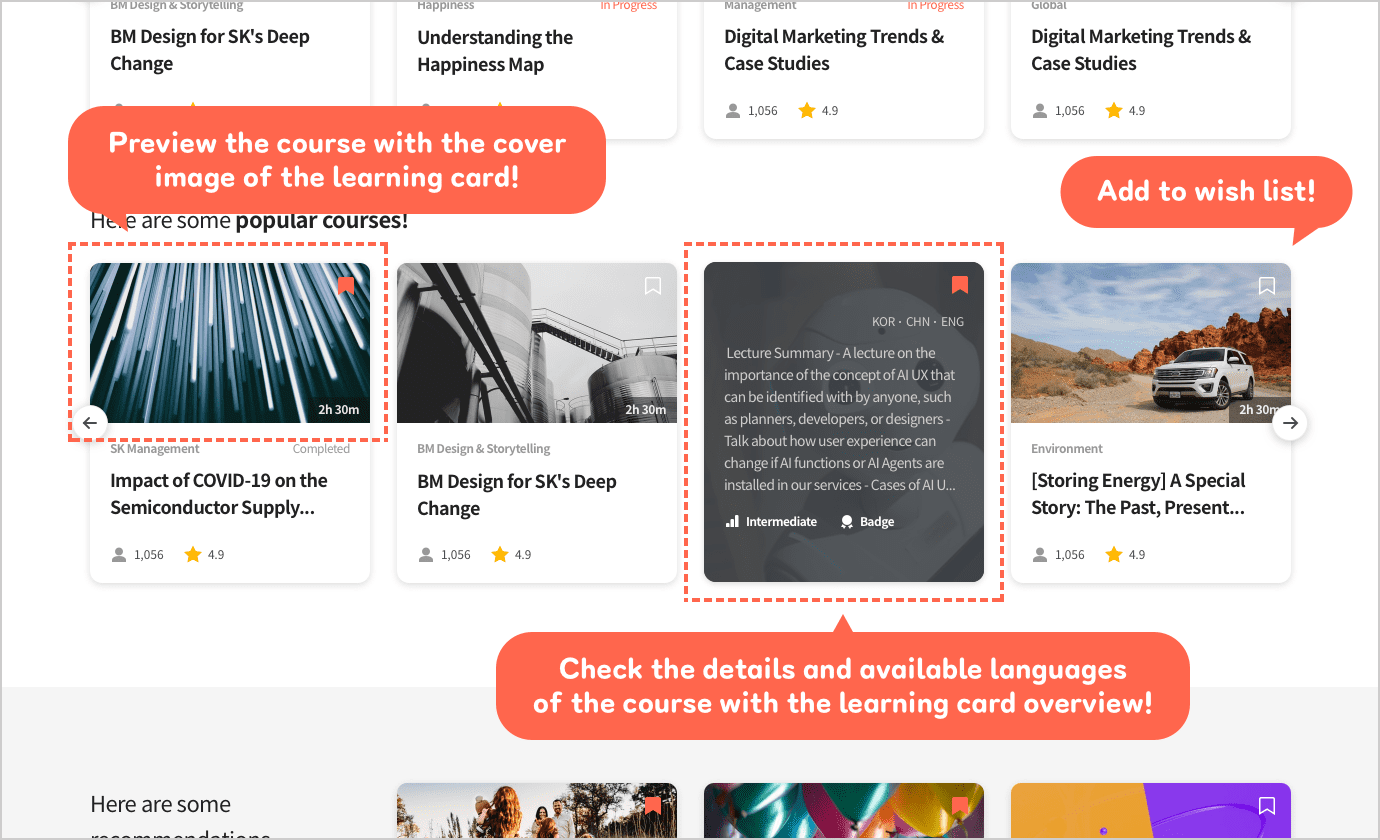 BM Design & Storytelling
BM Design for SK's Deep
Change
Happiness
In Progress
Understanding the
Happiness Map
Management
In Progress
Digital Marketing Trends &
Case Studies
1,056
4.9
Global
Digital Marketing Trends &
Case Studies
1,056
4.9
Preview the course with the cover
image of the learning card!
Add to wish list!
Here are some popular courses!
2h 30m
SK Management
Completed
Impact of COVID-19 on the
Semiconductor Supply...
1,056
4.9
2h 30m
BM Design & Storytelling
BM Design for SK's Deep
Change
1,056
4.9
KOR · CHN · ENG
Lecture Summary - A lecture on the
importance of the concept of AI UX that
can be identified with by anyone, such
as planners, developers, or designers -
Talk about how user experience can
change if AI functions or AI Agents are
installed in our services - Cases of AI U...
Intermediate
Badge
2h 30m
Environment
[Storing Energy] A Special
Story: The Past, Present...
1,056
4.9
Check the details and available languages
of the course with the learning card overview!
Here are some
recommendations